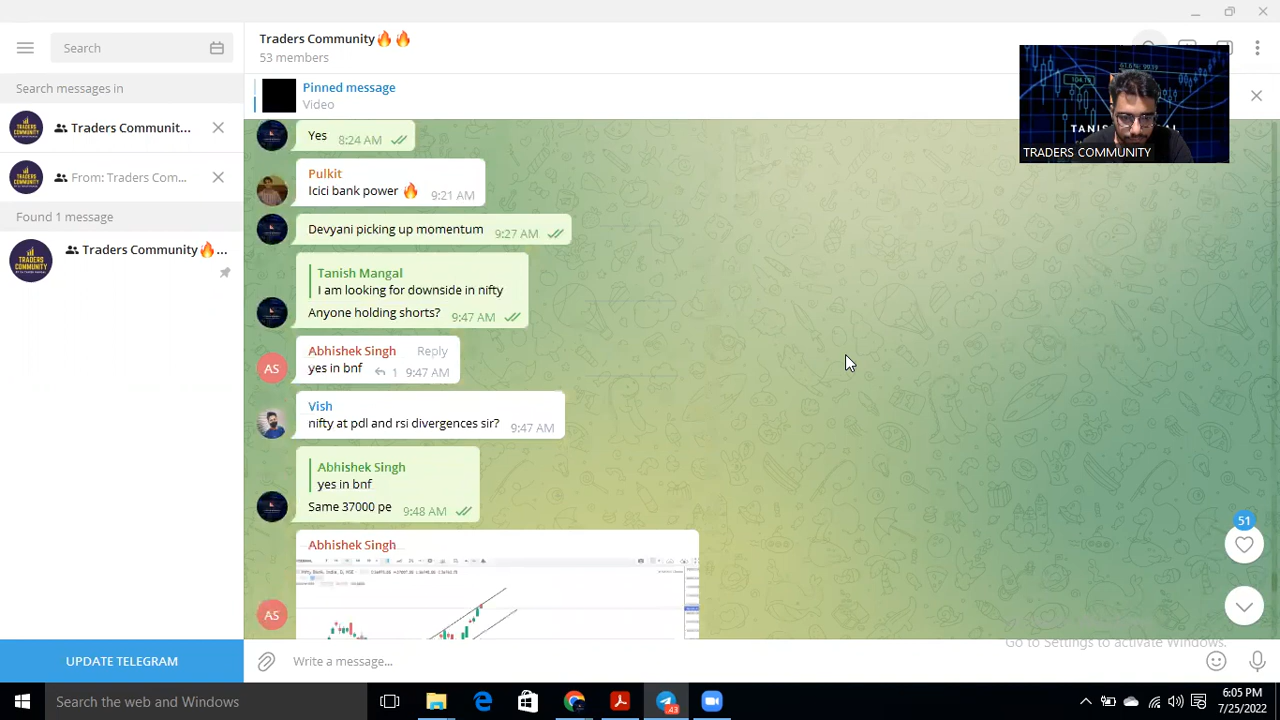 Search
Traders Community🔥🔥
53 members
Search messages in
Pinned message
Video
Traders Communit...
From: Traders Com...
Found 1 message
Traders Community🔥...
TRADERS COMMUNITY
Yes
8:24 AM
Pulkit
Icici bank power 🔥
9:21 AM
Devyani picking up momentum
9:27 AM
Tanish Mangal
I am looking for downside in nifty
Anyone holding shorts?
9:47 AM
Abhishek Singh
Reply
yes in bnf
1
9:47 AM
Vish
nifty at pdl and rsi divergences sir?
9:47 AM
Abhishek Singh
yes in bnf
Same 37000 pe
9:48 AM
Abhishek Singh
AS
AS
51
Go to Settings to activate Windows.
UPDATE TELEGRAM
Write a message...
Search the web and Windows
43
6:05 PM
7/25/2022